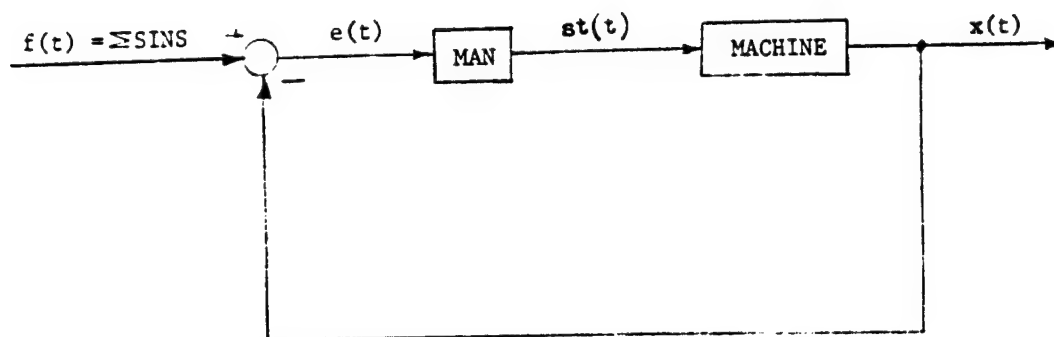 f(t) = ΣSINS
+
−
e(t)
MAN
st(t)
MACHINE
x(t)